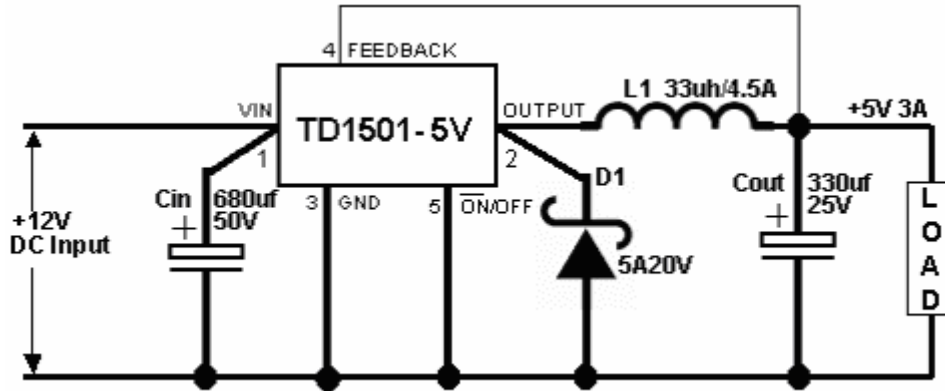 4 FEEDBACK
L1 33uh/4.5A
VIN
OUTPUT
+5V 3A
TD1501-5V
1
2
D1
Cin
680uf
50V
+
3
GND
5
ON/OFF
Cout
330uf
25V
+
+12V
DC Input
5A20V
LOAD